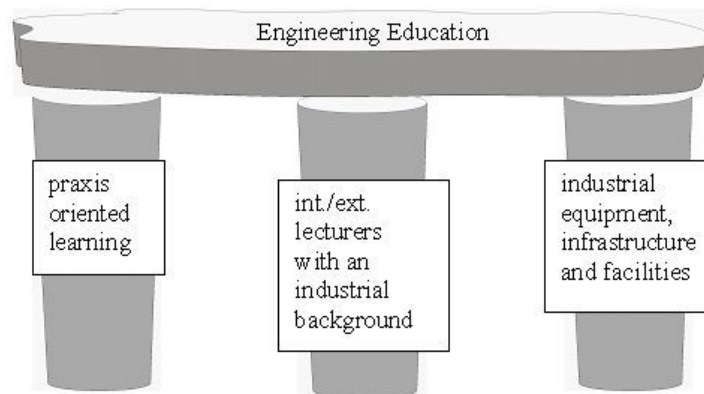 Engineering Education
praxis
oriented
learning
int./ext.
lecturers
with an
industrial
background
industrial
equipment,
infrastructure
and facilities